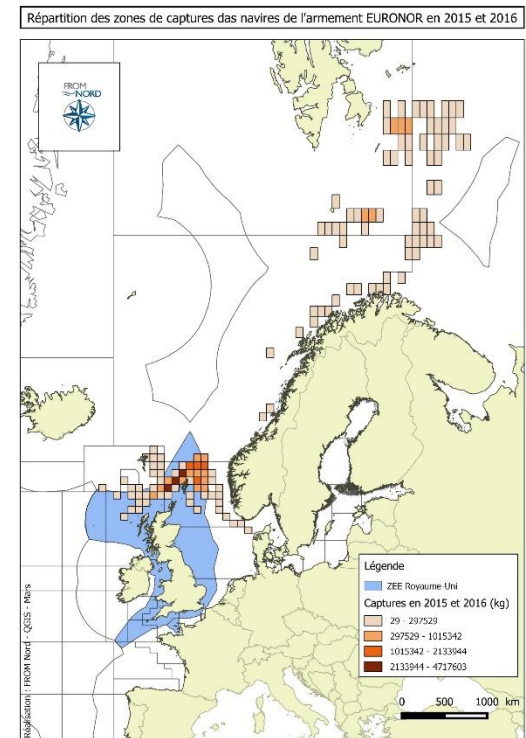 Répartition des zones de captures das navires de l'armement EURONOR en 2015 et 2016
FROM
NORD
Légende
ZEE Royaume-Uni
Captures en 2015 et 2016 (kg)
29 - 297529
297529 - 1015342
1015342 - 2133944
2133944 - 4717603
0 500 1000 km
Réalisation : FROM Nord - QGIS - Mars